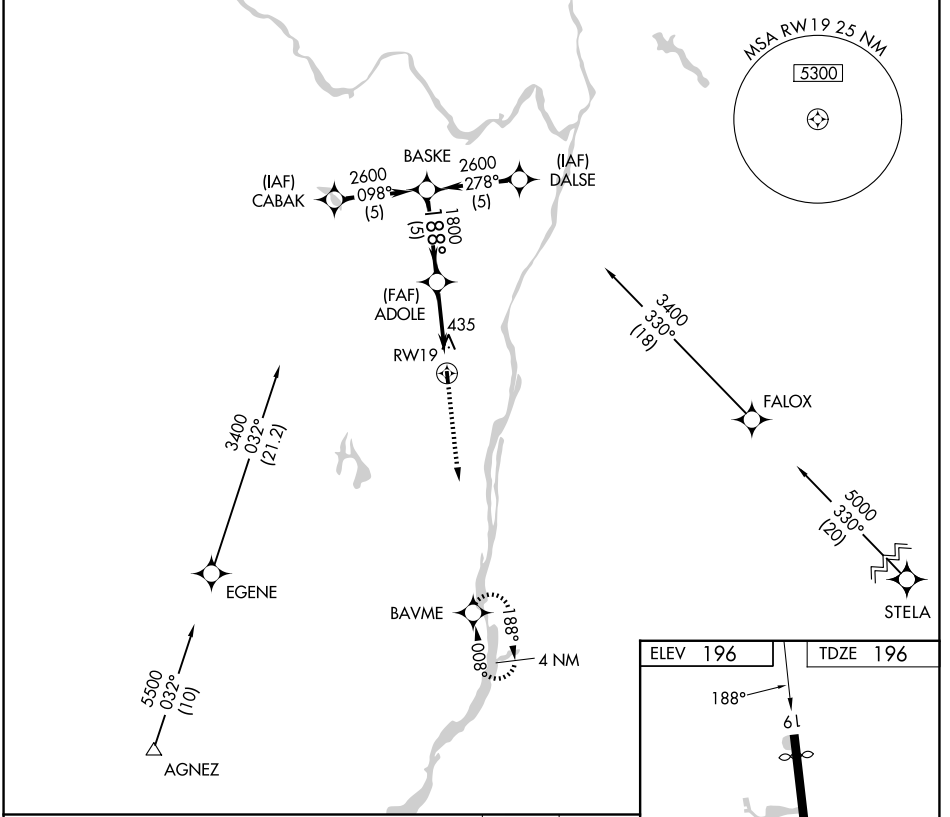 MSA RW19 25 NM
5300
BASKE
(IAF)
CABAK
2600
098°
(5)
2600
278°
(5)
(IAF)
DALSE
1800
188°
(5)
(FAF)
ADOLE
435
RW19
3400
330°
(18)
FALOX
3400
032°
(21.2)
5000
330°
(20)
EGENE
STELA
BAVME
188°
008°
4 NM
5500
032°
(10)
AGNEZ
ELEV 196
TDZE 196
188°
19